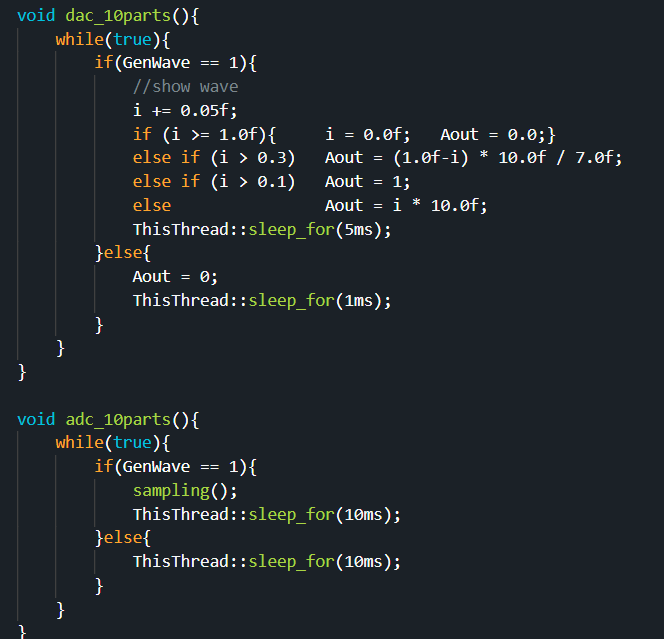 void dac_10parts(){
    while(true){
        if(GenWave == 1){
            //show wave
            i += 0.05f;
            if (i >= 1.0f){     i = 0.0f;   Aout = 0.0;}
            else if (i > 0.3)   Aout = (1.0f-i) * 10.0f / 7.0f;
            else if (i > 0.1)   Aout = 1;
            else                Aout = i * 10.0f;
            ThisThread::sleep_for(5ms);
        }else{
            Aout = 0;
            ThisThread::sleep_for(1ms);
        }
    }
}

void adc_10parts(){
    while(true){
        if(GenWave == 1){
            sampling();
            ThisThread::sleep_for(10ms);
        }else{
            ThisThread::sleep_for(10ms);
        }
    }
}